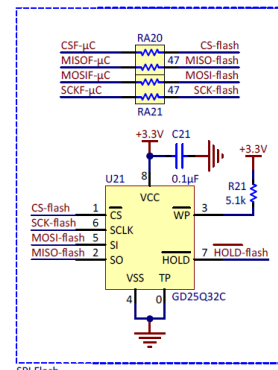 RA20
CSF-µC CS-flash
MISOF-µC 47 MISO-flash
MOSIF-µC MOSI-flash
SCKF-µC 47 SCK-flash
RA21
+3.3V C21 +3.3V
U21 8 0.1µF R21
VCC 5.1k
CS-flash 1 CS WP 3
SCK-flash 6 SCLK
MOSI-flash 5 SI
MISO-flash 2 SO HOLD 7 HOLD-flash
VSS TP
4 0 GD25Q32C
SPI Flash